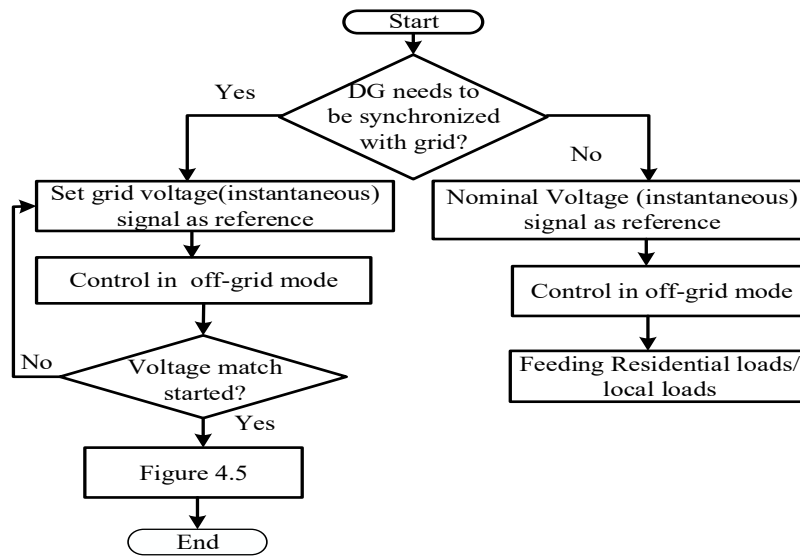 Start
DG needs to
be synchronized
with grid?
Yes
No
Set grid voltage(instantaneous)
signal as reference
Nominal Voltage (instantaneous)
signal as reference
Control in off-grid mode
Control in off-grid mode
No
Voltage match
started?
Feeding Residential loads/
local loads
Yes
Figure 4.5
End